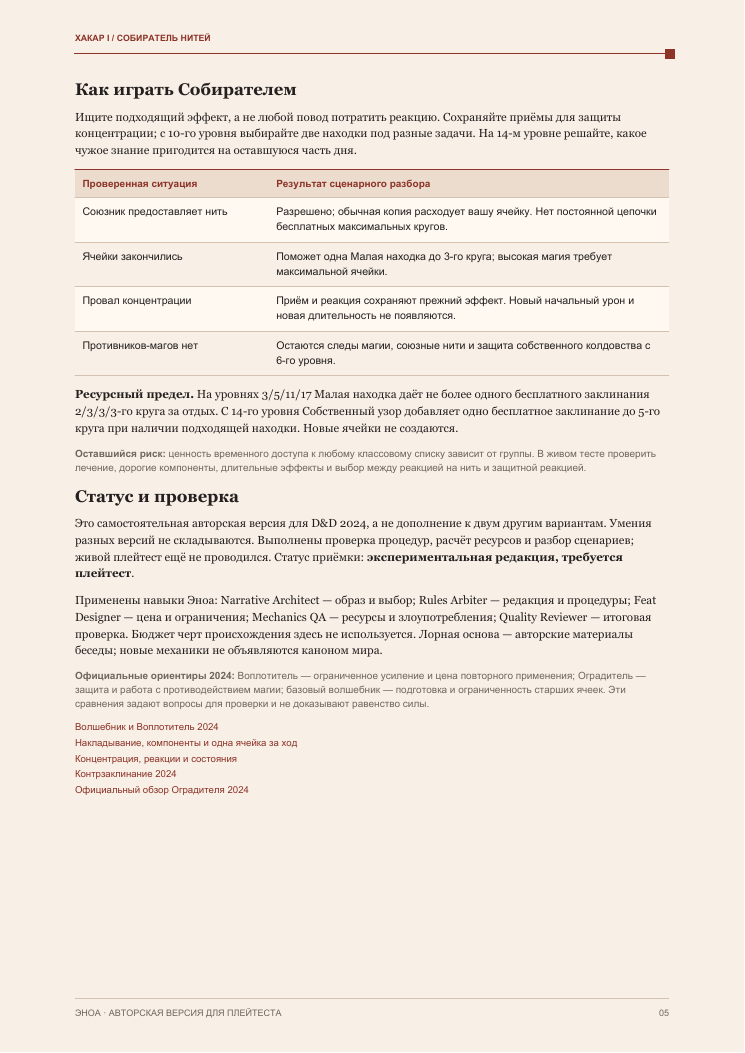 ХАКАР I / СОБИРАТЕЛЬ НИТЕЙ
Как играть Собирателем
Ищите подходящий эффект, а не любой повод потратить реакцию. Сохраняйте приёмы для защиты
концентрации; с 10-го уровня выбирайте две находки под разные задачи. На 14-м уровне решайте, какое
чужое знание пригодится на оставшуюся часть дня.
Проверенная ситуация
Результат сценарного разбора
Союзник предоставляет нить
Разрешено; обычная копия расходует вашу ячейку. Нет постоянной цепочки
бесплатных максимальных кругов.
Ячейки закончились
Поможет одна Малая находка до 3-го круга; высокая магия требует
максимальной ячейки.
Провал концентрации
Приём и реакция сохраняют прежний эффект. Новый начальный урон и
новая длительность не появляются.
Противников-магов нет
Остаются следы магии, союзные нити и защита собственного колдовства с
6-го уровня.
Ресурсный предел. На уровнях 3/5/11/17 Малая находка даёт не более одного бесплатного заклинания
2/3/3/3-го круга за отдых. С 14-го уровня Собственный узор добавляет одно бесплатное заклинание до 5-го
круга при наличии подходящей находки. Новые ячейки не создаются.
Оставшийся риск: ценность временного доступа к любому классовому списку зависит от группы. В живом тесте проверить
лечение, дорогие компоненты, длительные эффекты и выбор между реакцией на нить и защитной реакцией.
Статус и проверка
Это самостоятельная авторская версия для D&D 2024, а не дополнение к двум другим вариантам. Умения
разных версий не складываются. Выполнены проверка процедур, расчёт ресурсов и разбор сценариев;
живой плейтест ещё не проводился. Статус приёмки: экспериментальная редакция, требуется
плейтест.
Применены навыки Эноа: Narrative Architect — образ и выбор; Rules Arbiter — редакция и процедуры; Feat
Designer — цена и ограничения; Mechanics QA — ресурсы и злоупотребления; Quality Reviewer — итоговая
проверка. Бюджет черт происхождения здесь не используется. Лорная основа — авторские материалы
беседы; новые механики не объявляются каноном мира.
Официальные ориентиры 2024: Воплотитель — ограниченное усиление и цена повторного применения; Оградитель —
защита и работа с противодействием магии; базовый волшебник — подготовка и ограниченность старших ячеек. Эти
сравнения задают вопросы для проверки и не доказывают равенство силы.
Волшебник и Воплотитель 2024
Накладывание, компоненты и одна ячейка за ход
Концентрация, реакции и состояния
Контрзаклинание 2024
Официальный обзор Оградителя 2024
ЭНОА · АВТОРСКАЯ ВЕРСИЯ ДЛЯ ПЛЕЙТЕСТА
05